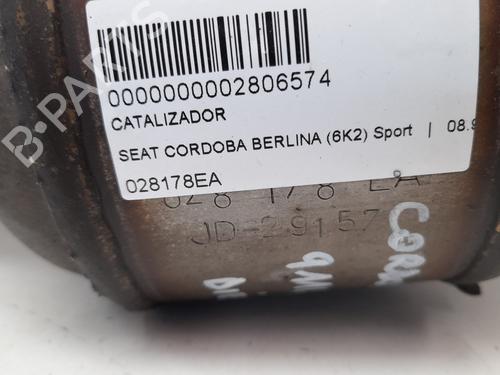 B-PARTS
0000000002806574
CATALIZADOR
SEAT CORDOBA BERLINA (6K2) Sport | 08.9
028178EA
028 178 EA
JD-29157